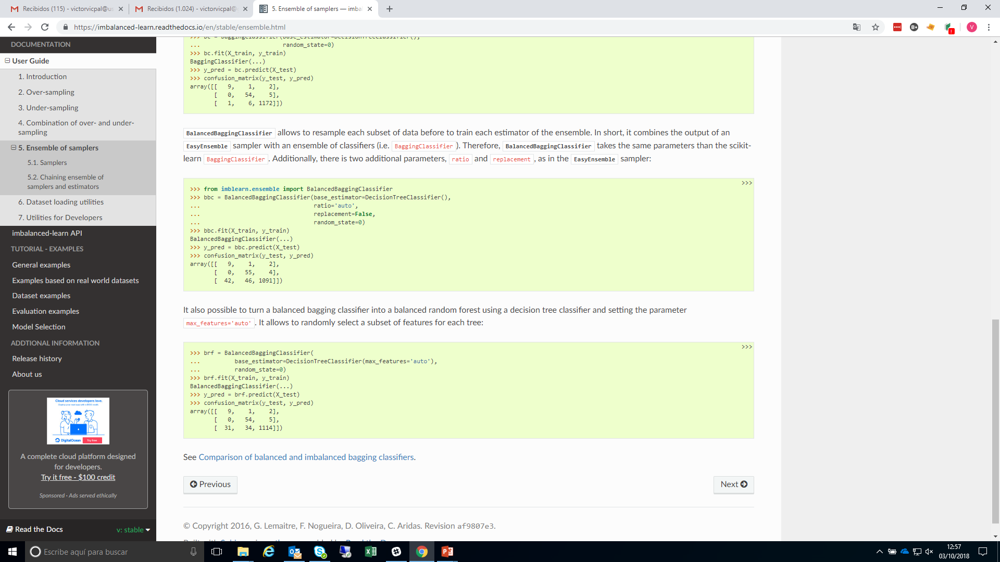 Recibidos (115) - victorvicpal@us
Recibidos (1.024) - victorvicpal@
5. Ensemble of samplers — imba
https://imbalanced-learn.readthedocs.io/en/stable/ensemble.html
DOCUMENTATION
User Guide
1. Introduction
2. Over-sampling
3. Under-sampling
4. Combination of over- and under-
sampling
5. Ensemble of samplers
5.1. Samplers
5.2. Chaining ensemble of
samplers and estimators
6. Dataset loading utilities
7. Utilities for Developers
imbalanced-learn API
TUTORIAL - EXAMPLES
General examples
Examples based on real world datasets
Dataset examples
Evaluation examples
Model Selection
ADDTIONAL INFORMATION
Release history
About us
Cloud services developers love.
Deploy your next app with a $100 credit.
DigitalOcean Try free
A complete cloud platform designed
for developers.
Try it free - $100 credit
Sponsored · Ads served ethically
Read the Docs
v: stable
>>> bc = BaggingClassifier(base_estimator=DecisionTreeClassifier(),
... random_state=0)
>>> bc.fit(X_train, y_train)
BaggingClassifier(...)
>>> y_pred = bc.predict(X_test)
>>> confusion_matrix(y_test, y_pred)
array([[ 9, 1, 2],
[ 0, 54, 5],
[ 1, 6, 1172]])
BalancedBaggingClassifier allows to resample each subset of data before to train each estimator of the ensemble. In short, it combines the output of an
EasyEnsemble sampler with an ensemble of classifiers (i.e. BaggingClassifier ). Therefore, BalancedBaggingClassifier takes the same parameters than the scikit-
learn BaggingClassifier . Additionally, there is two additional parameters, ratio and replacement , as in the EasyEnsemble sampler:
>>>
>>> from imblearn.ensemble import BalancedBaggingClassifier
>>> bbc = BalancedBaggingClassifier(base_estimator=DecisionTreeClassifier(),
... ratio='auto',
... replacement=False,
... random_state=0)
>>> bbc.fit(X_train, y_train)
BalancedBaggingClassifier(...)
>>> y_pred = bbc.predict(X_test)
>>> confusion_matrix(y_test, y_pred)
array([[ 9, 1, 2],
[ 0, 55, 4],
[ 42, 46, 1091]])
It also possible to turn a balanced bagging classifier into a balanced random forest using a decision tree classifier and setting the parameter
max_features='auto' . It allows to randomly select a subset of features for each tree:
>>>
>>> brf = BalancedBaggingClassifier(
... base_estimator=DecisionTreeClassifier(max_features='auto'),
... random_state=0)
>>> brf.fit(X_train, y_train)
BalancedBaggingClassifier(...)
>>> y_pred = brf.predict(X_test)
>>> confusion_matrix(y_test, y_pred)
array([[ 9, 1, 2],
[ 0, 54, 5],
[ 31, 34, 1114]])
See Comparison of balanced and imbalanced bagging classifiers.
Previous
Next
© Copyright 2016, G. Lemaitre, F. Nogueira, D. Oliveira, C. Aridas. Revision af9807e3.
Escribe aquí para buscar
12:57
03/10/2018